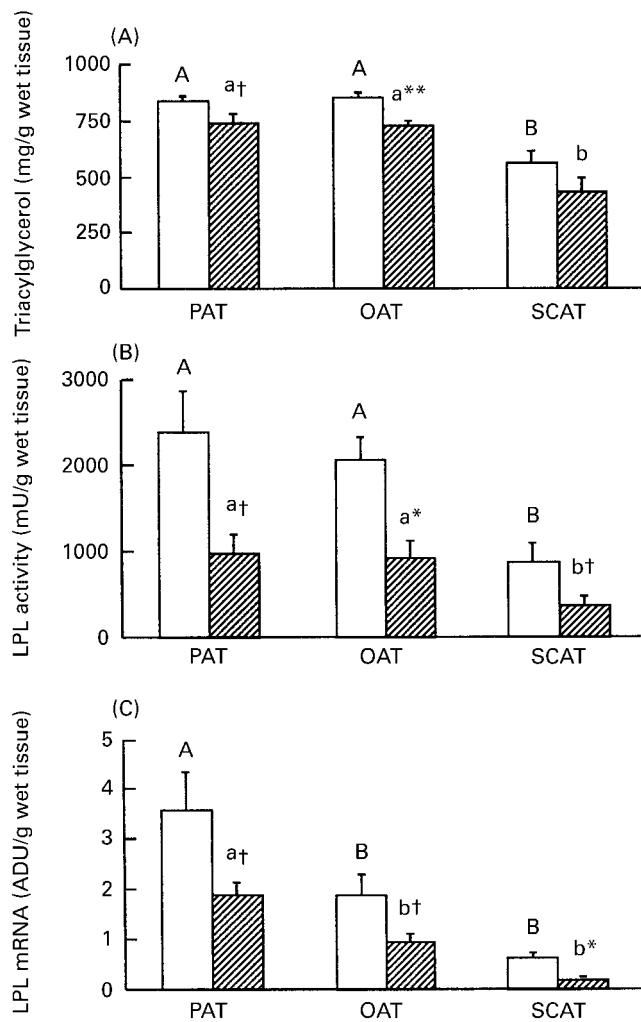 (A)
Triacylglycerol (mg/g wet tissue)
1000
750
500
250
0
A
a†
A
a**
B
b
PAT
OAT
SCAT
(B)
LPL activity (mU/g wet tissue)
3000
2000
1000
0
A
a†
A
a*
B
b†
PAT
OAT
SCAT
(C)
LPL mRNA (ADU/g wet tissue)
5
4
3
2
1
0
A
a†
B
b†
B
b*
PAT
OAT
SCAT